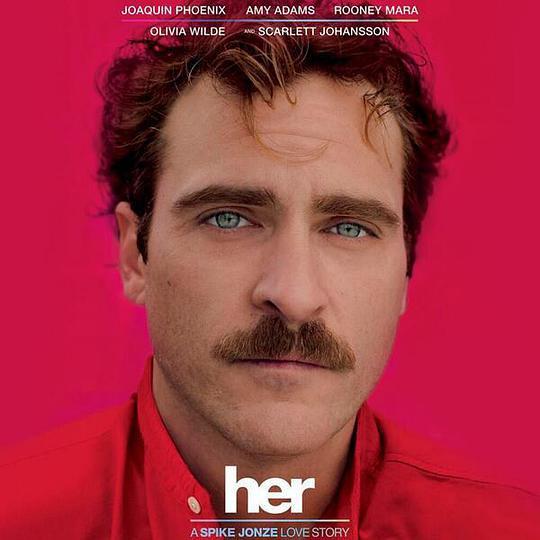 JOAQUIN PHOENIX AMY ADAMS ROONEY MARA
OLIVIA WILDE AND SCARLETT JOHANSSON
her
A SPIKE JONZE LOVE STORY